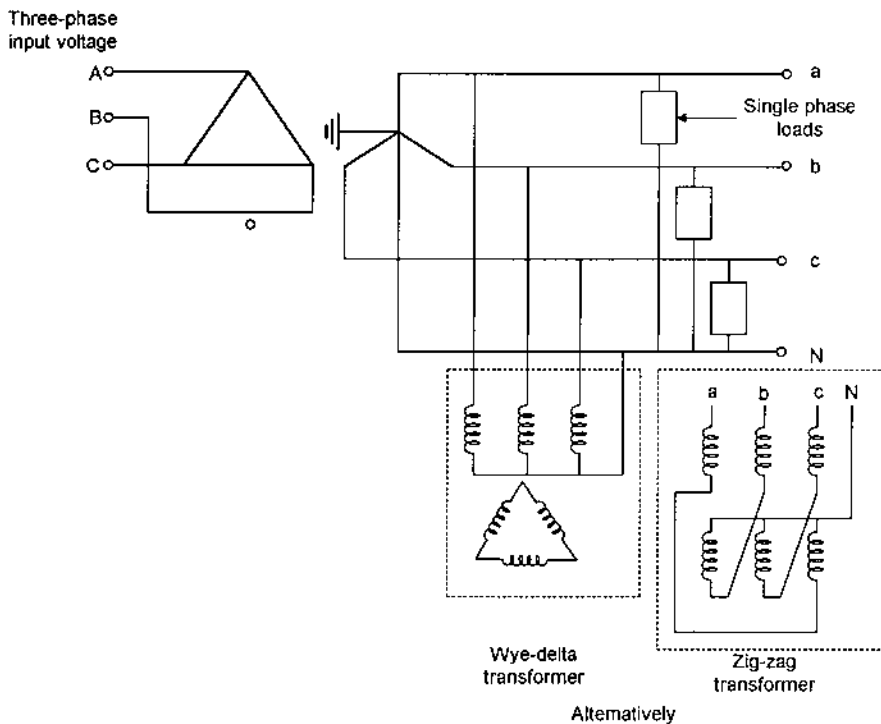 Three-phase
input voltage
A
B
C
a
Single phase
loads
b
c
N
a b c N
Wye-delta
transformer
Zig-zag
transformer
Alternatively